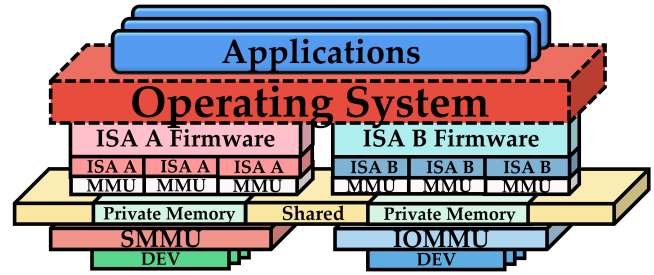 Applications
Operating System
ISA A Firmware ISA B Firmware
ISA A ISA A ISA A ISA B ISA B ISA B
MMU MMU MMU MMU MMU MMU
Private Memory Shared Private Memory
SMMU IOMMU
DEV DEV